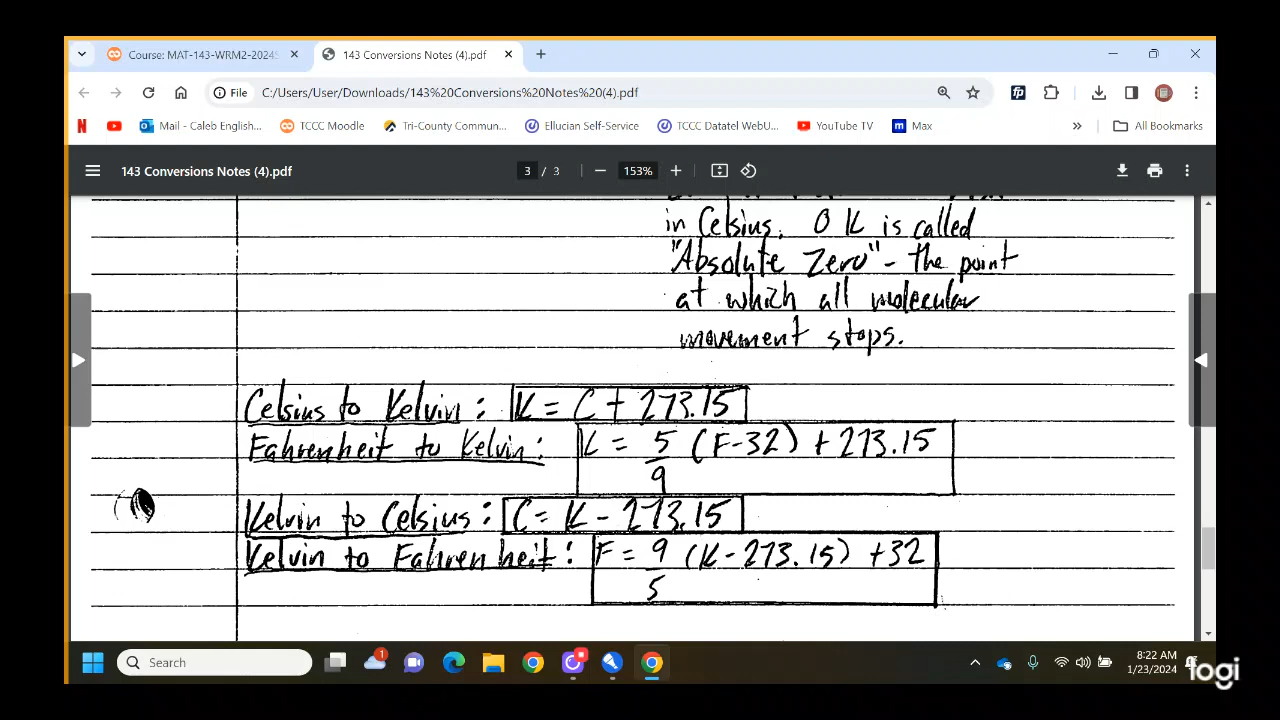 Course: MAT-143-WRM2-2024S
143 Conversions Notes (4).pdf
File
C:/Users/User/Downloads/143%20Conversions%20Notes%20(4).pdf
Mail - Caleb English...
TCCC Moodle
Tri-County Commun...
Ellucian Self-Service
TCCC Datatel WebU...
YouTube TV
Max
»
All Bookmarks
143 Conversions Notes (4).pdf
3 / 3
153%
in Celsius. 0 K is called
"Absolute Zero" - the point
at which all molecular
movement stops.
Celsius to Kelvin: K = C + 273.15
Fahrenheit to Kelvin: K = 5/9 (F-32) + 273.15
Kelvin to Celsius: C = K - 273.15
Kelvin to Fahrenheit: F = 9/5 (K - 273.15) + 32
Search
1
8:22 AM
1/23/2024
logi